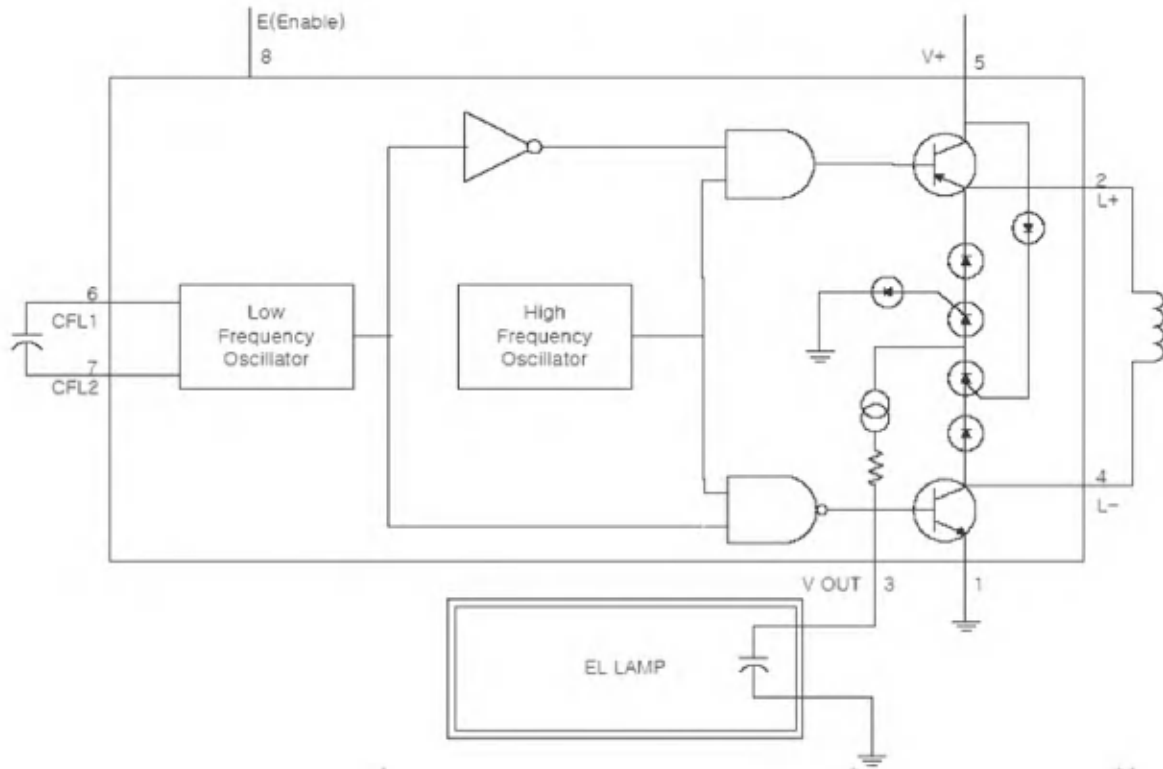 E(Enable)
8
V+
5
2
L+
6
CFL1
7
CFL2
Low
Frequency
Oscillator
High
Frequency
Oscillator
4
L-
V OUT
3
1
EL LAMP